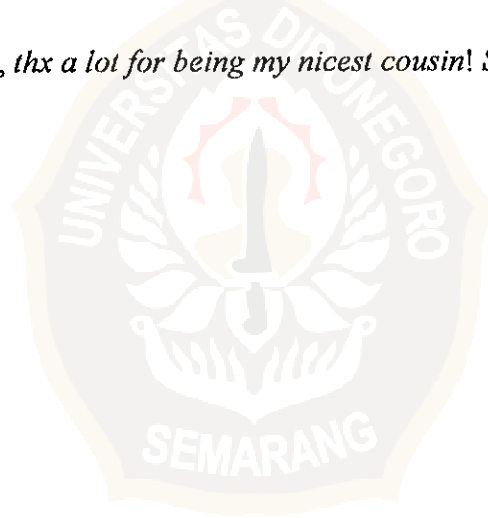 , thx a lot for being my nicest cousin! S
UNIVERSITAS DIPONEGORO
SEMARANG